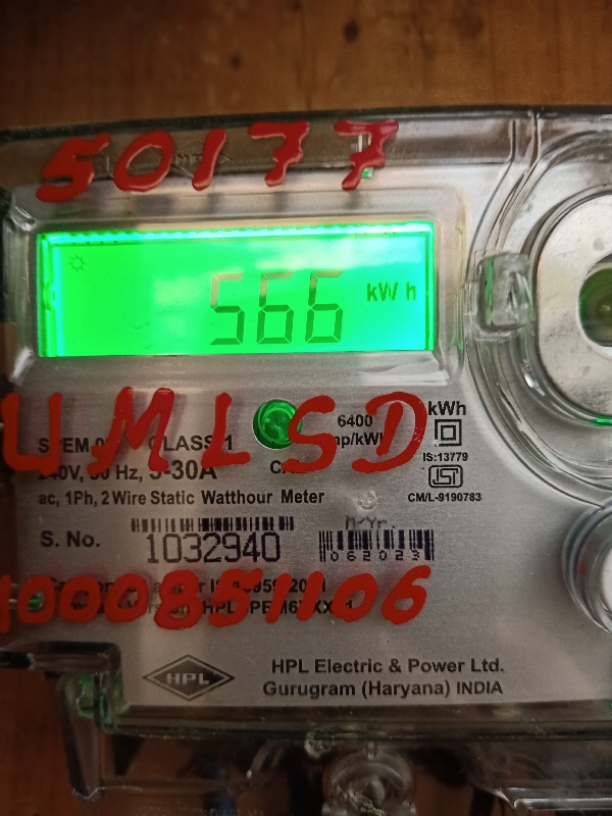 50177
566 kWh
UMLSD
kWh
6400
CLASS 1
IS:13779
240V, 50 Hz, 5-30A
CM/L-9190783
ac, 1Ph, 2 Wire Static Watthour Meter
M/Yr.
S. No. 1032940
062023
1000851106
HPL
HPL Electric & Power Ltd.
Gurugram (Haryana) INDIA